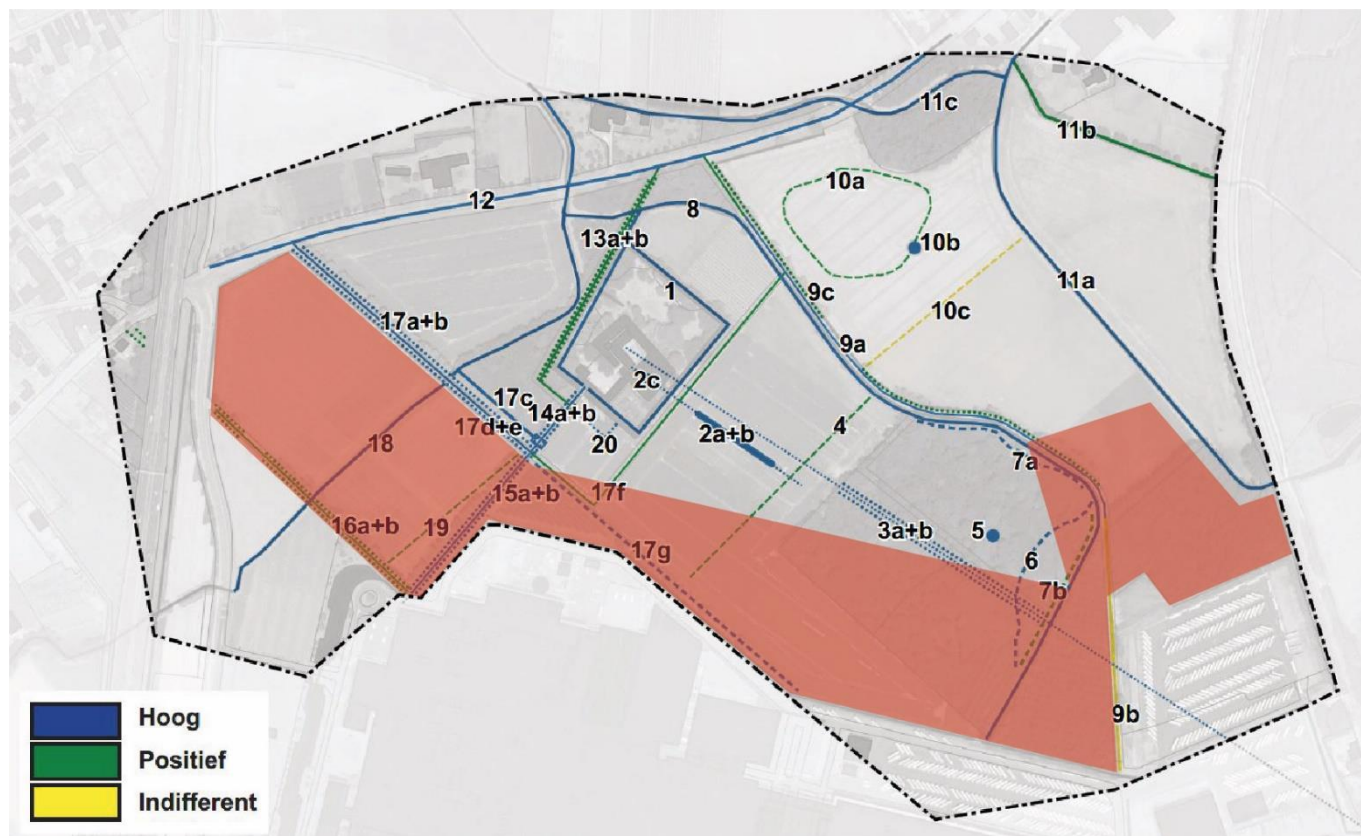 11c
11b
10a
12
8
13a+b
10b
1
9c
11a
10c
17a+b
9a
2c
17c
14a+b
4
17d+e
2a+b
20
18
7a
15a+b
17f
16a+b
19
3a+b
5
17g
6
7b
9b
Hoog
Positief
Indifferent